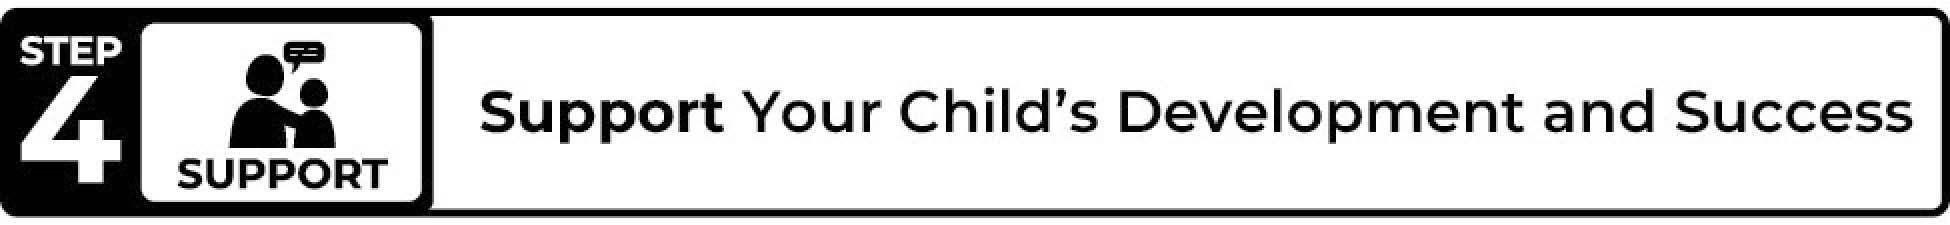 STEP
4
SUPPORT
Support Your Child’s Development and Success